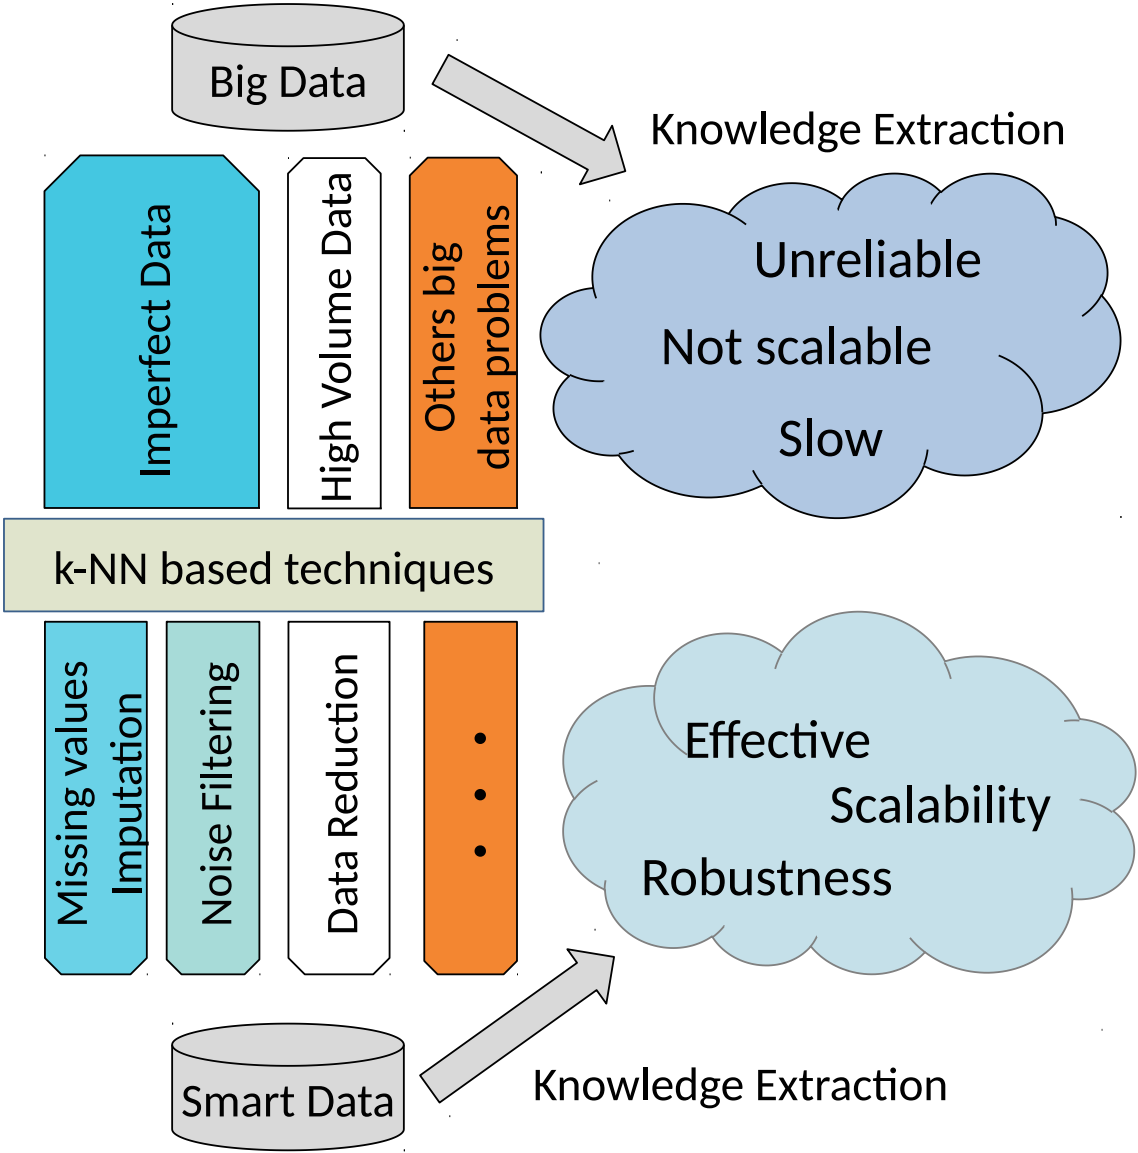 Big Data
Knowledge Extraction
Imperfect Data
High Volume Data
Others big
data problems
Unreliable
Not scalable
Slow
k-NN based techniques
Missing values
Imputation
Noise Filtering
Data Reduction
• • •
Effective
Scalability
Robustness
Smart Data
Knowledge Extraction